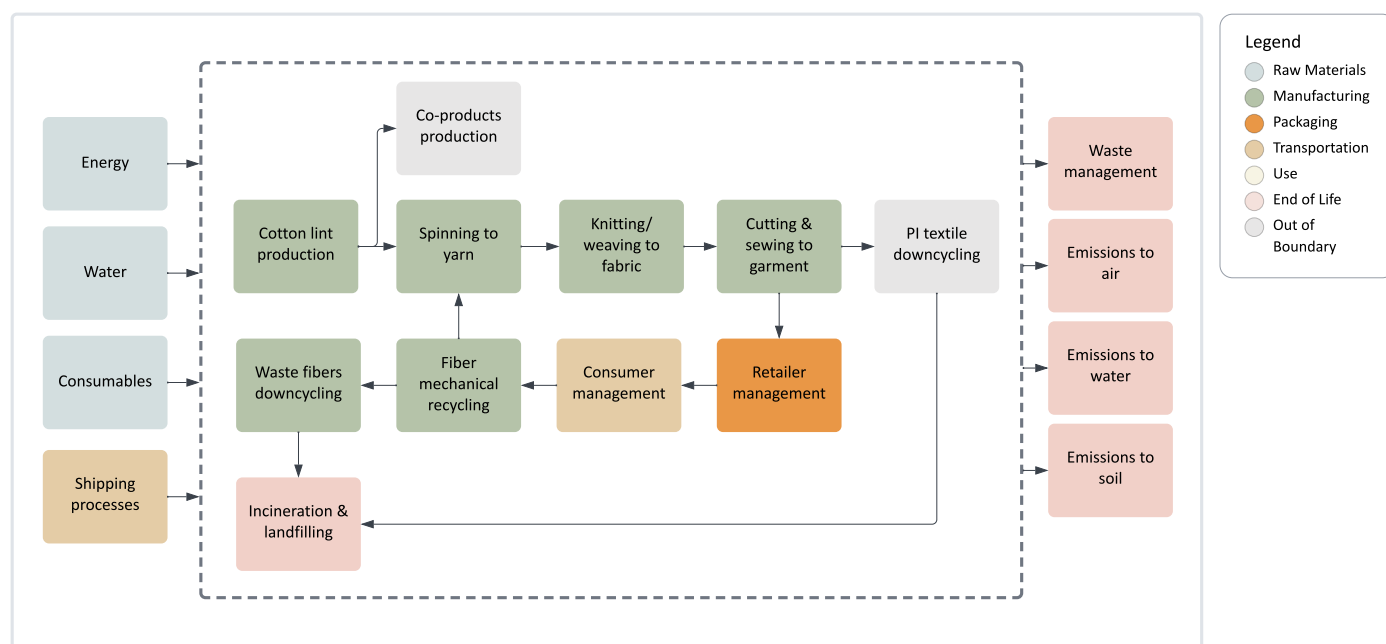 Legend
Raw Materials
Manufacturing
Packaging
Transportation
Use
End of Life
Out of
Boundary
Energy
Water
Consumables
Shipping
processes
Co-products
production
Cotton lint
production
Spinning to
yarn
Knitting/
weaving to
fabric
Cutting &
sewing to
garment
PI textile
downcycling
Waste fibers
downcycling
Fiber
mechanical
recycling
Consumer
management
Retailer
management
Incineration &
landfilling
Waste
management
Emissions to
air
Emissions to
water
Emissions to
soil